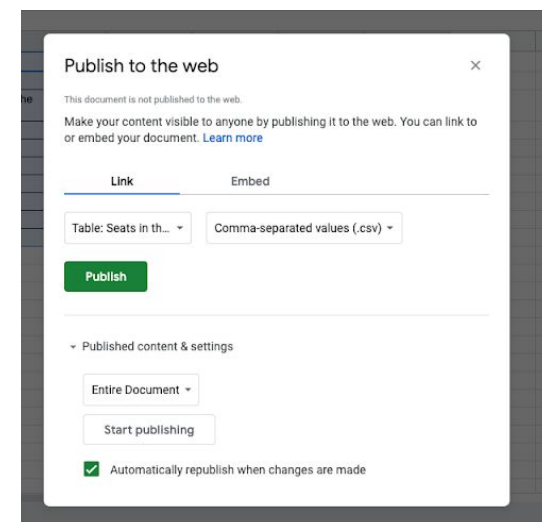 Publish to the web
he
This document is not published to the web.
Make your content visible to anyone by publishing it to the web. You can link to
or embed your document. Learn more
Link Embed
Table: Seats in th... Comma-separated values (.csv)
Publish
Published content & settings
Entire Document
Start publishing
Automatically republish when changes are made